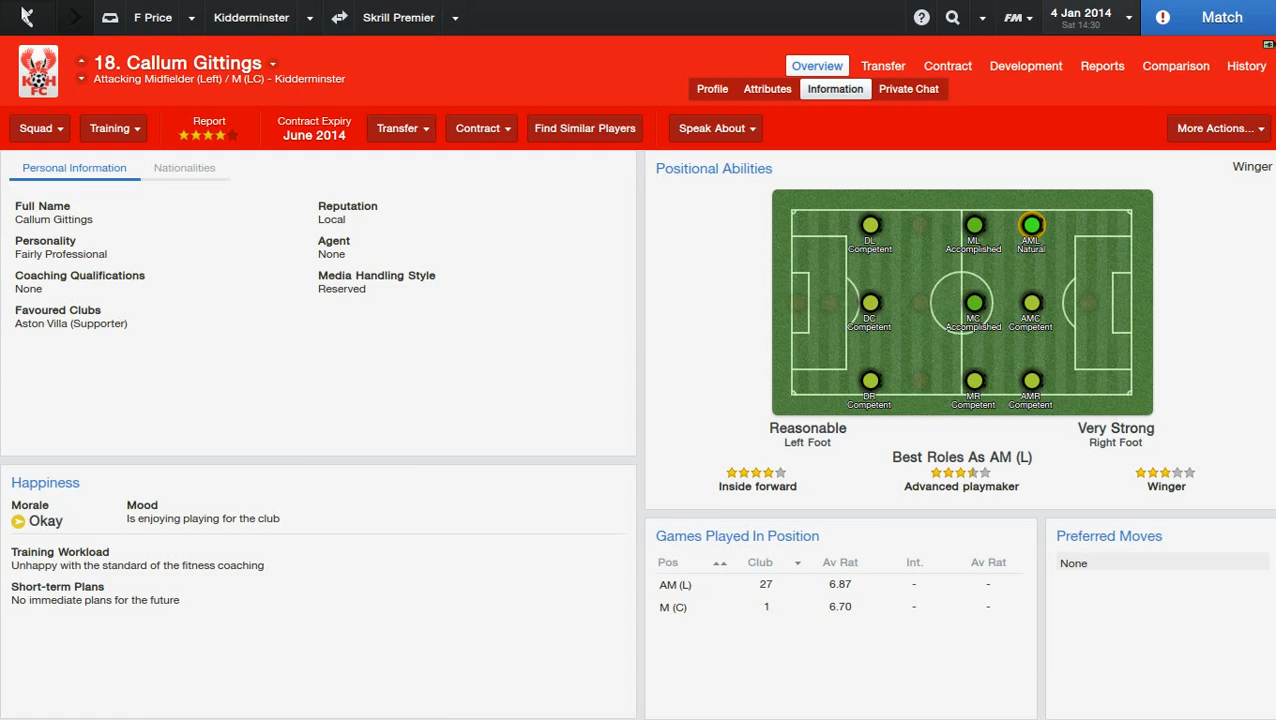 F Price
Kidderminster
Skrill Premier
?
FM
4 Jan 2014
Sat 14:30
Match
KHFC
18. Callum Gittings
Attacking Midfielder (Left) / M (LC) - Kidderminster
Overview
Transfer
Contract
Development
Reports
Comparison
History
Profile
Attributes
Information
Private Chat
Squad
Training
Report
Contract Expiry
June 2014
Transfer
Contract
Find Similar Players
Speak About
More Actions...
Personal Information
Nationalities
Full Name
Callum Gittings
Reputation
Local
Personality
Fairly Professional
Agent
None
Coaching Qualifications
None
Media Handling Style
Reserved
Favoured Clubs
Aston Villa (Supporter)
Positional Abilities
Winger
DL
Competent
ML
Accomplished
AML
Natural
DC
Competent
MC
Accomplished
AMC
Competent
DR
Competent
MR
Competent
AMR
Competent
Reasonable
Left Foot
Very Strong
Right Foot
Best Roles As AM (L)
Inside forward
Advanced playmaker
Winger
Happiness
Morale
Okay
Mood
Is enjoying playing for the club
Training Workload
Unhappy with the standard of the fitness coaching
Short-term Plans
No immediate plans for the future
Games Played In Position
Pos Club Av Rat Int. Av Rat
AM (L) 27 6.87 - -
M (C) 1 6.70 - -
Preferred Moves
None